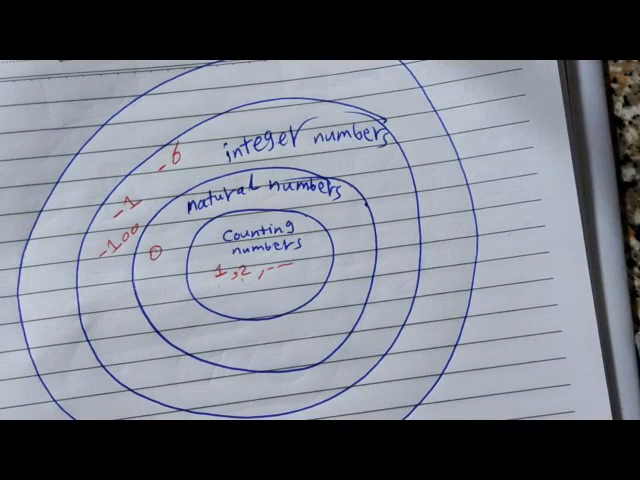 integer numbers
-6
-1
-100
natural numbers
0
Counting
numbers
1, 2, ---